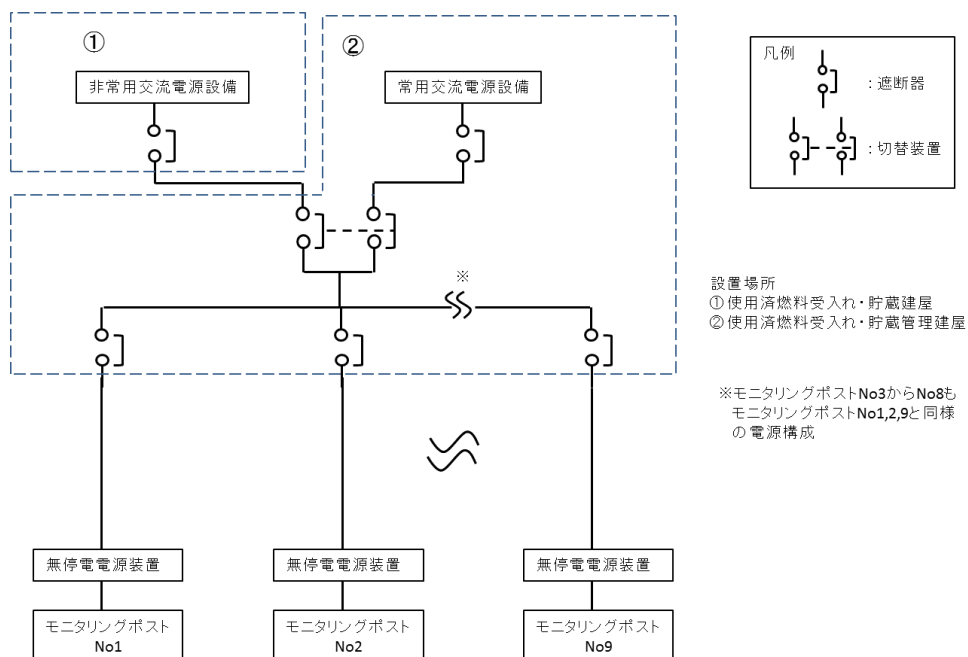 ①
非常用交流電源設備
②
常用交流電源設備
凡例
：遮断器
：切替装置
※
設置場所
①使用済燃料受入れ・貯蔵建屋
②使用済燃料受入れ・貯蔵管理建屋
※モニタリングポストNo3からNo8も
モニタリングポストNo1,2,9と同様
の電源構成
無停電電源装置
無停電電源装置
無停電電源装置
モニタリングポスト
No1
モニタリングポスト
No2
モニタリングポスト
No9